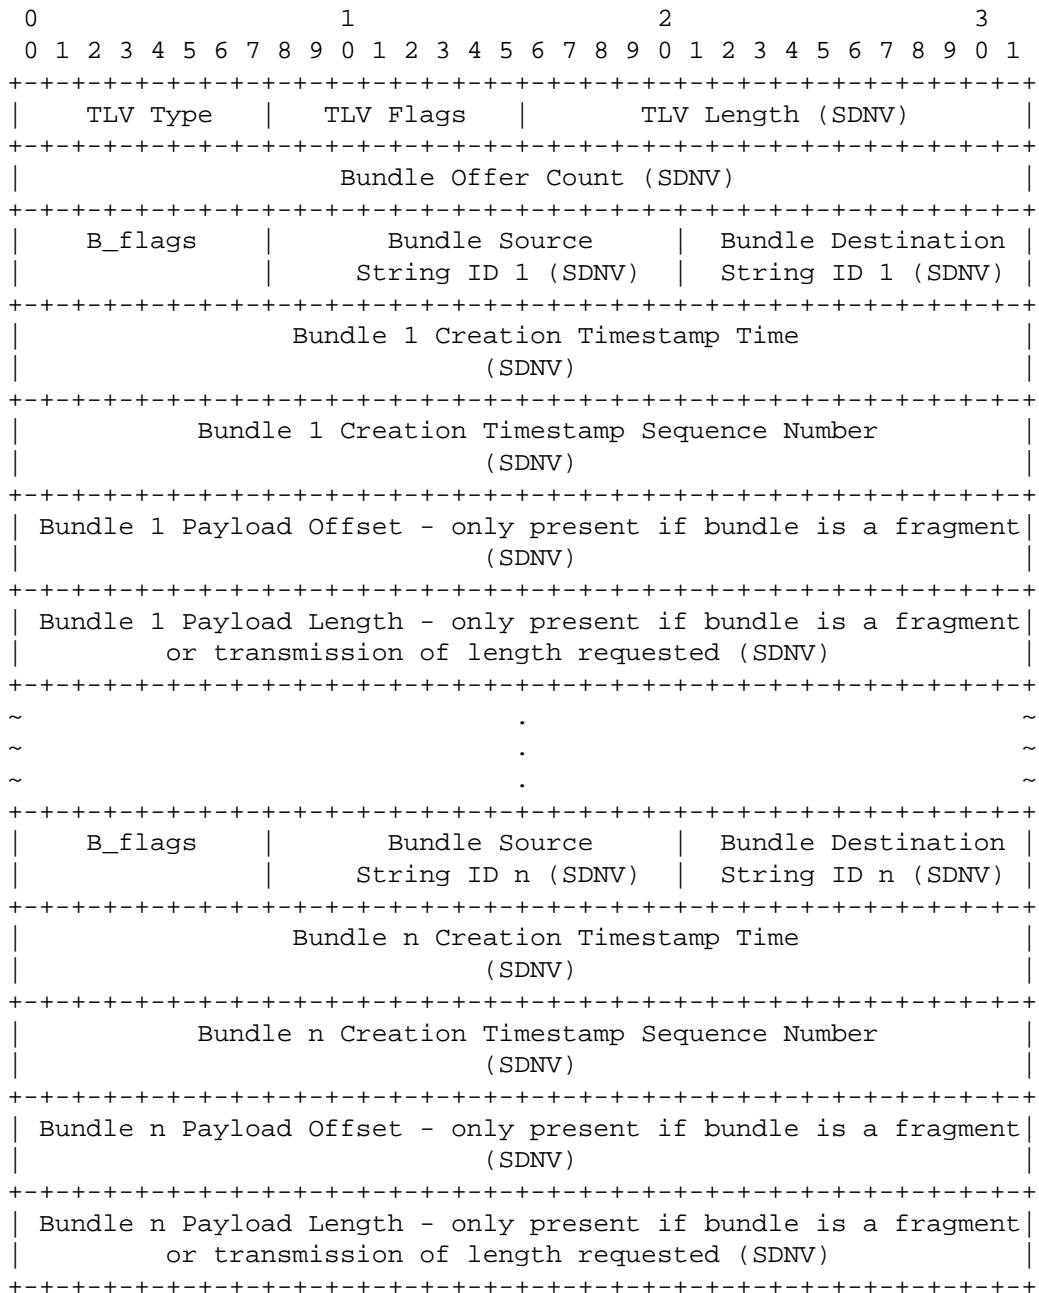 0                   1                   2                   3
 0 1 2 3 4 5 6 7 8 9 0 1 2 3 4 5 6 7 8 9 0 1 2 3 4 5 6 7 8 9 0 1
+-+-+-+-+-+-+-+-+-+-+-+-+-+-+-+-+-+-+-+-+-+-+-+-+-+-+-+-+-+-+-+-+
|    TLV Type   |   TLV Flags   |       TLV Length (SDNV)       |
+-+-+-+-+-+-+-+-+-+-+-+-+-+-+-+-+-+-+-+-+-+-+-+-+-+-+-+-+-+-+-+-+
|                    Bundle Offer Count (SDNV)                  |
+-+-+-+-+-+-+-+-+-+-+-+-+-+-+-+-+-+-+-+-+-+-+-+-+-+-+-+-+-+-+-+-+
|    B_flags    |       Bundle Source     |  Bundle Destination |
|               |     String ID 1 (SDNV)  |  String ID 1 (SDNV) |
+-+-+-+-+-+-+-+-+-+-+-+-+-+-+-+-+-+-+-+-+-+-+-+-+-+-+-+-+-+-+-+-+
|                 Bundle 1 Creation Timestamp Time              |
|                             (SDNV)                            |
+-+-+-+-+-+-+-+-+-+-+-+-+-+-+-+-+-+-+-+-+-+-+-+-+-+-+-+-+-+-+-+-+
|           Bundle 1 Creation Timestamp Sequence Number         |
|                             (SDNV)                            |
+-+-+-+-+-+-+-+-+-+-+-+-+-+-+-+-+-+-+-+-+-+-+-+-+-+-+-+-+-+-+-+-+
| Bundle 1 Payload Offset - only present if bundle is a fragment|
|                             (SDNV)                            |
+-+-+-+-+-+-+-+-+-+-+-+-+-+-+-+-+-+-+-+-+-+-+-+-+-+-+-+-+-+-+-+-+
| Bundle 1 Payload Length - only present if bundle is a fragment|
|         or transmission of length requested (SDNV)            |
+-+-+-+-+-+-+-+-+-+-+-+-+-+-+-+-+-+-+-+-+-+-+-+-+-+-+-+-+-+-+-+-+
~                               .                               ~
~                               .                               ~
~                               .                               ~
+-+-+-+-+-+-+-+-+-+-+-+-+-+-+-+-+-+-+-+-+-+-+-+-+-+-+-+-+-+-+-+-+
|    B_flags    |       Bundle Source     |  Bundle Destination |
|               |     String ID n (SDNV)  |  String ID n (SDNV) |
+-+-+-+-+-+-+-+-+-+-+-+-+-+-+-+-+-+-+-+-+-+-+-+-+-+-+-+-+-+-+-+-+
|                 Bundle n Creation Timestamp Time              |
|                             (SDNV)                            |
+-+-+-+-+-+-+-+-+-+-+-+-+-+-+-+-+-+-+-+-+-+-+-+-+-+-+-+-+-+-+-+-+
|           Bundle n Creation Timestamp Sequence Number         |
|                             (SDNV)                            |
+-+-+-+-+-+-+-+-+-+-+-+-+-+-+-+-+-+-+-+-+-+-+-+-+-+-+-+-+-+-+-+-+
| Bundle n Payload Offset - only present if bundle is a fragment|
|                             (SDNV)                            |
+-+-+-+-+-+-+-+-+-+-+-+-+-+-+-+-+-+-+-+-+-+-+-+-+-+-+-+-+-+-+-+-+
| Bundle n Payload Length - only present if bundle is a fragment|
|         or transmission of length requested (SDNV)            |
+-+-+-+-+-+-+-+-+-+-+-+-+-+-+-+-+-+-+-+-+-+-+-+-+-+-+-+-+-+-+-+-+